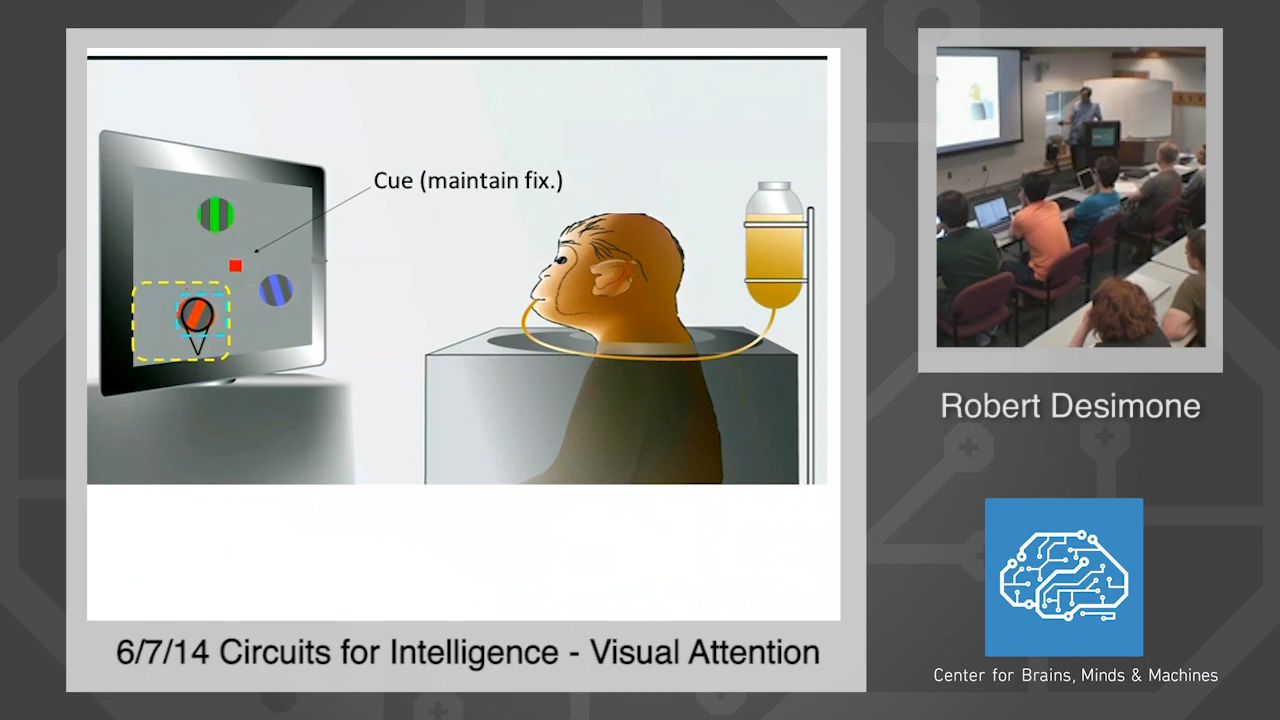 Cue (maintain fix.)
6/7/14 Circuits for Intelligence - Visual Attention
Robert Desimone
Center for Brains, Minds & Machines